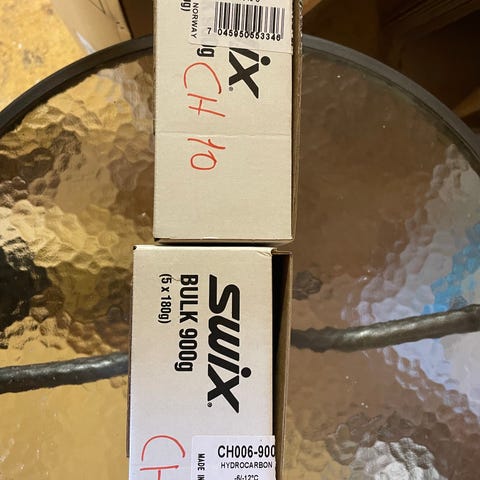 NORWAY
7 045950 653346
swix
CH 10
swix®
BULK 900g
(5 x 180g)
CH
CH006-900
HYDROCARBON
-6/-12°C
MADE IN